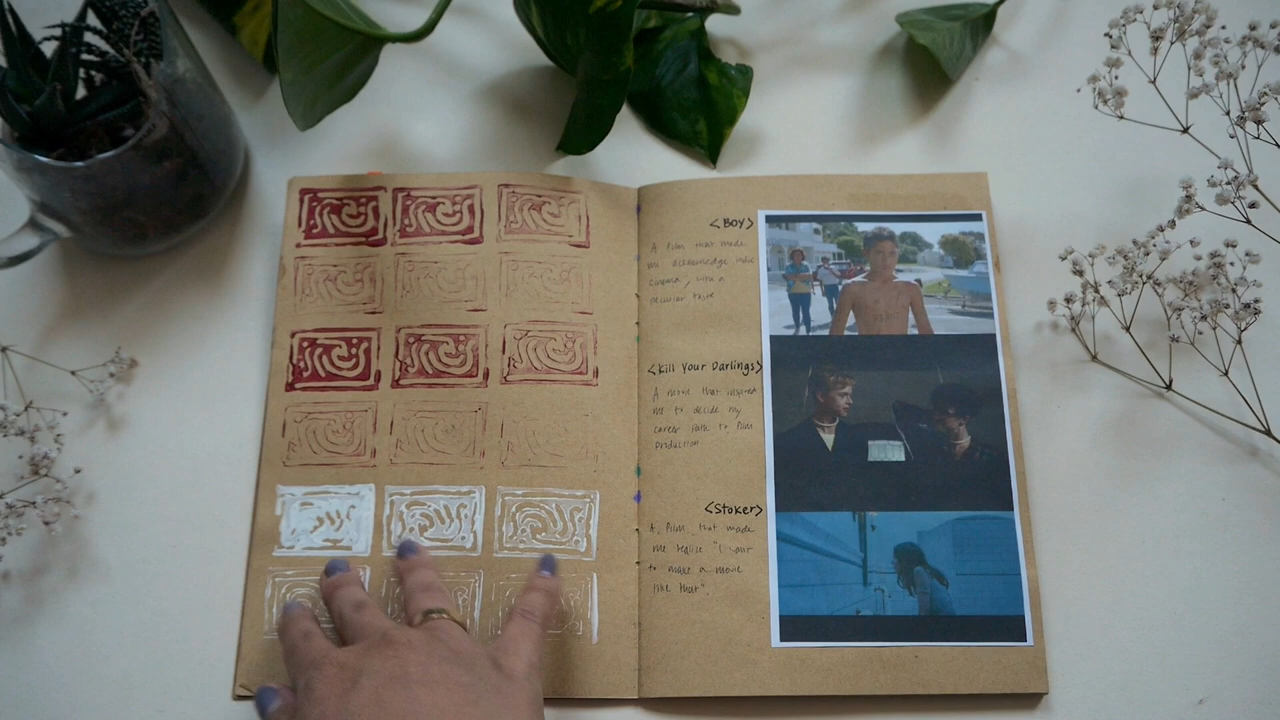 <BOY>
A film that made
me acknowledge indie
cinema, with a
peculiar taste
<Kill Your Darlings>
A movie that inspired
me to decide my
career path to film
production
<Stoker>
A film that made
me realize "I want
to make a movie
like that".